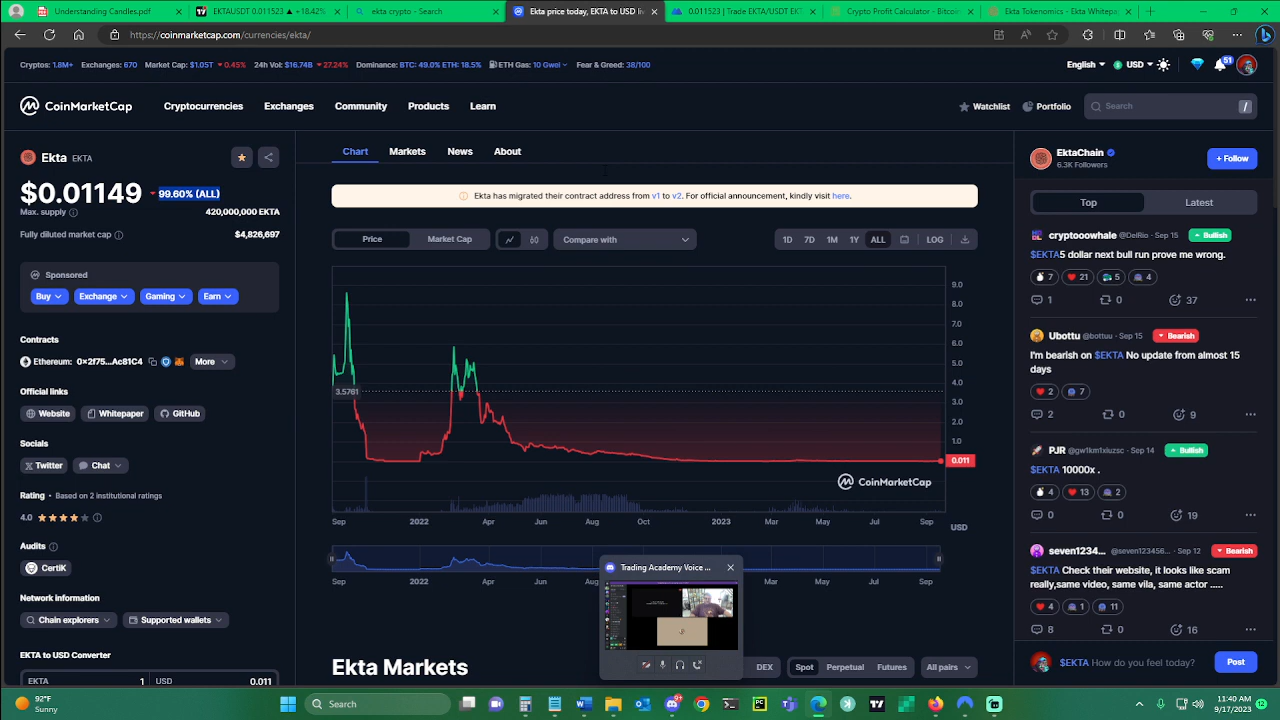 Understanding Candles.pdf
EKTAUSDT 0.011523 ▲ +18.42%
ekta crypto - Search
Ekta price today, EKTA to USD liv
0.011523 | Trade EKTA/USDT EX
Crypto Profit Calculator - Bitcoin
Ekta Tokenomics - Ekta Whitepap
https://coinmarketcap.com/currencies/ekta/
Cryptos: 1.8M+ Exchanges: 670 Market Cap: $1.05T 0.45% 24h Vol: $16.74B 27.24% Dominance: BTC: 49.0% ETH: 18.5% ETH Gas: 10 Gwei Fear & Greed: 38/100
English USD 51
CoinMarketCap Cryptocurrencies Exchanges Community Products Learn
Watchlist Portfolio Search /
Ekta EKTA
$0.01149 99.60% (ALL)
Max. supply 420,000,000 EKTA
Fully diluted market cap $4,826,697
Sponsored
Buy Exchange Gaming Earn
Contracts
Ethereum: 0x2f75...Ac81C4 More
Official links
Website Whitepaper GitHub
Socials
Twitter Chat
Rating • Based on 2 institutional ratings
4.0
Audits
CertiK
Network information
Chain explorers Supported wallets
EKTA to USD Converter
EKTA 1 USD 0.011
Chart Markets News About
Ekta has migrated their contract address from v1 to v2. For official announcement, kindly visit here.
Price Market Cap Compare with 1D 7D 1M 1Y ALL LOG
9.0
8.0
7.0
6.0
5.0
4.0
3.5761
3.0
2.0
1.0
0.011
CoinMarketCap
Sep 2022 Apr Jun Aug Oct 2023 Mar May Jul Sep USD
Sep 2022 Apr Jun Aug Mar May Jul Sep
Trading Academy Voice ...
Ekta Markets
DEX Spot Perpetual Futures All pairs
EktaChain
6.3K Followers
+ Follow
Top Latest
cryptooowhale @DelRio · Sep 15 Bullish
$EKTA5 dollar next bull run prove me wrong.
7 21 5 4
1 0 37
Ubottu @bottuu · Sep 15 Bearish
I'm bearish on $EKTA No update from almost 15
days
2 7
2 0 9
PJR @gw1km1xiuzsc · Sep 14 Bullish
$EKTA 10000x .
4 13 2
0 0 19
seven1234... @seven123456... · Sep 12 Bearish
$EKTA Check their website, it looks like scam
really,same video, same vila, same actor .....
4 1 11
8 0 16
$EKTA How do you feel today? Post
92°F
Sunny
Search
9+
11:40 AM
9/17/2023
12